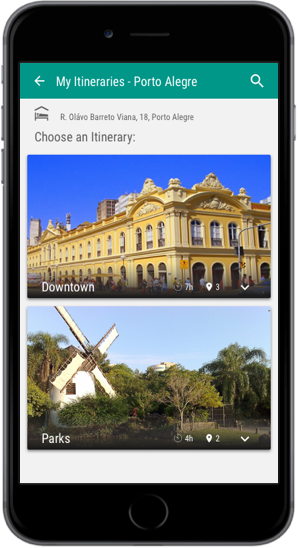 My Itineraries - Porto Alegre
R. Olávo Barreto Viana, 18, Porto Alegre
Choose an Itinerary:
Downtown 7h 3
Parks 4h 2